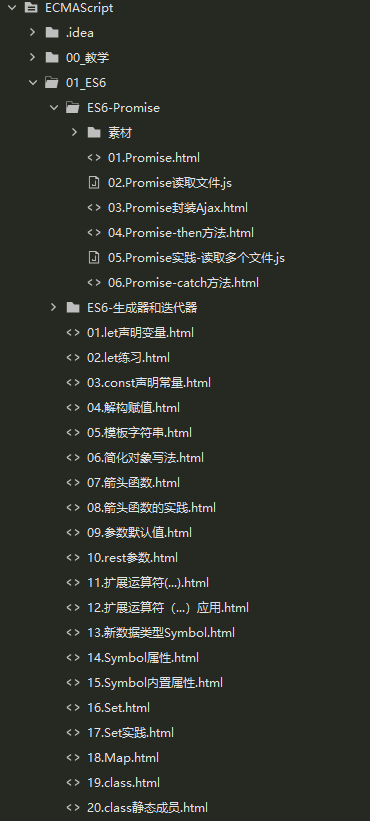 ECMAScript
.idea
00_教学
01_ES6
ES6-Promise
素材
01.Promise.html
02.Promise读取文件.js
03.Promise封装Ajax.html
04.Promise-then方法.html
05.Promise实践-读取多个文件.js
06.Promise-catch方法.html
ES6-生成器和迭代器
01.let声明变量.html
02.let练习.html
03.const声明常量.html
04.解构赋值.html
05.模板字符串.html
06.简化对象写法.html
07.箭头函数.html
08.箭头函数的实践.html
09.参数默认值.html
10.rest参数.html
11.扩展运算符(...).html
12.扩展运算符（...）应用.html
13.新数据类型Symbol.html
14.Symbol属性.html
15.Symbol内置属性.html
16.Set.html
17.Set实践.html
18.Map.html
19.class.html
20.class静态成员.html